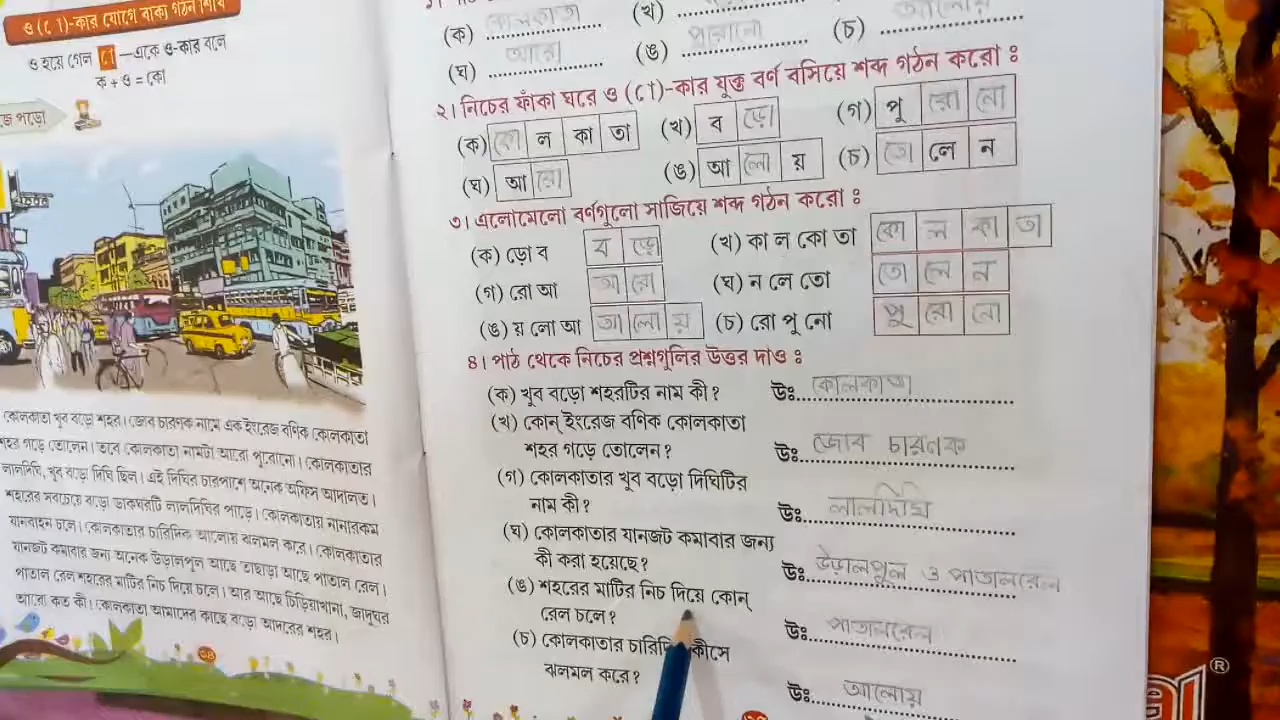 ও (ো)-কার যোগে বাক্য গঠন শিখি
ও হয়ে গেল ো —একে ও-কার বলে
ক + ও = কো
পড়ো
কোলকাতা খুব বড়ো শহর। জোব চারণক নামে এক ইংরেজ বণিক কোলকাতা
শহর গড়ে তোলেন। তবে কোলকাতা নামটা আরো পুরোনো। কোলকাতার
লালদিঘি, খুব বড়ো দিঘি ছিল। এই দিঘির চারপাশে অনেক অফিস আদালত।
শহরের সবচেয়ে বড়ো ডাকঘরটি লালদিঘির পাড়ে। কোলকাতায় নানারকম
যানবাহন চলে। কোলকাতার চারিদিক আলোয় ঝলমল করে। কোলকাতার
যানজট কমাবার জন্য অনেক উড়ালপুল আছে তাছাড়া আছে পাতাল রেল।
পাতাল রেল শহরের মাটির নিচ দিয়ে চলে। আর আছে চিড়িয়াখানা, জাদুঘর
আরো কত কী। কোলকাতা আমাদের কাছে বড়ো আদরের শহর।
(ক) কোলকাতা (খ)
(ঘ) আরো (ঙ) পুরোনো (চ) আলোয়
২। নিচের ফাঁকা ঘরে ও (ো)-কার যুক্ত বর্ণ বসিয়ে শব্দ গঠন করো ঃ
(ক) কো ল কা তা (খ) ব ড়ো (গ) পু রো নো
(ঘ) আ রো (ঙ) আ লো য় (চ) তো লে ন
৩। এলোমেলো বর্ণগুলো সাজিয়ে শব্দ গঠন করো ঃ
(ক) ড়ো ব ব ড়ো (খ) কা ল কো তা কো ল কা তা
(গ) রো আ আ রো (ঘ) ন লে তো তো লে ন
(ঙ) য় লো আ আ লো য় (চ) রো পু নো পু রো নো
৪। পাঠ থেকে নিচের প্রশ্নগুলির উত্তর দাও ঃ
(ক) খুব বড়ো শহরটির নাম কী? উঃ কোলকাতা
(খ) কোন্ ইংরেজ বণিক কোলকাতা
শহর গড়ে তোলেন? উঃ জোব চারণক
(গ) কোলকাতার খুব বড়ো দিঘিটির
নাম কী? উঃ লালদিঘি
(ঘ) কোলকাতার যানজট কমাবার জন্য
কী করা হয়েছে? উঃ উড়ালপুল ও পাতালরেল
(ঙ) শহরের মাটির নিচ দিয়ে কোন্
রেল চলে? উঃ পাতালরেল
(চ) কোলকাতার কীসে
ঝলমল করে? উঃ আলোয়